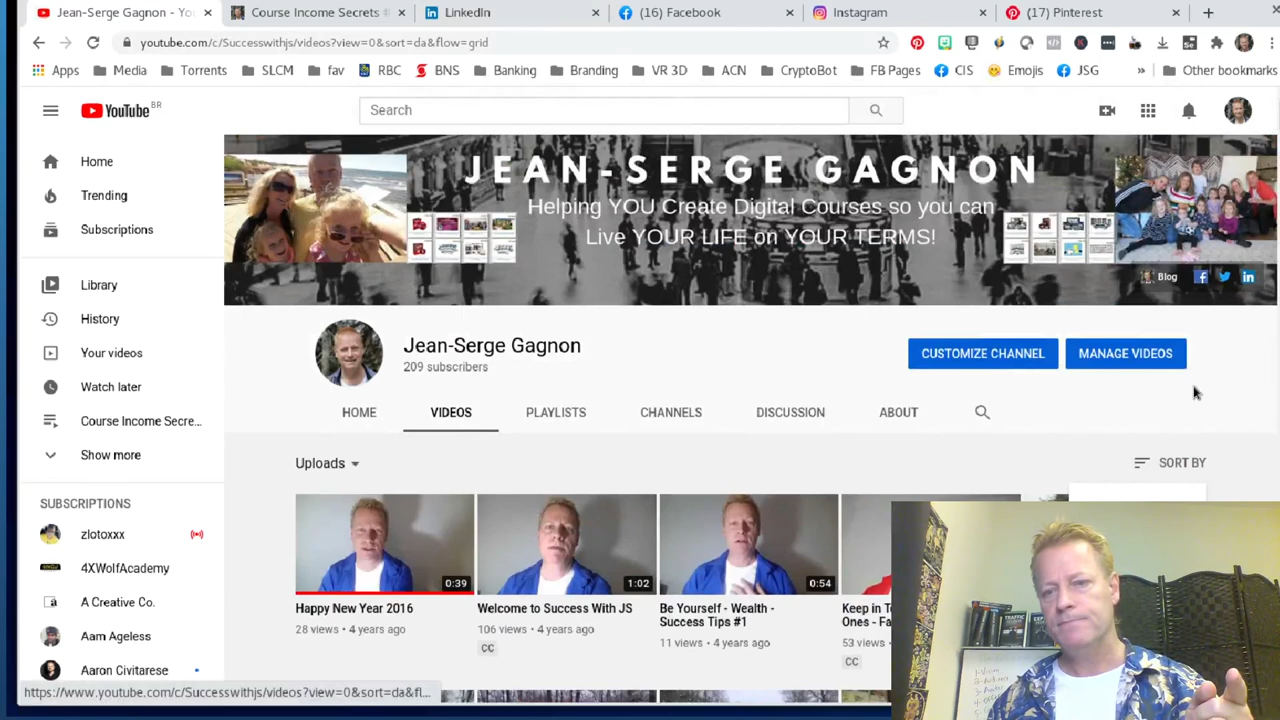 Jean-Serge Gagnon - You
Course Income Secrets #
LinkedIn
(16) Facebook
Instagram
(17) Pinterest
youtube.com/c/Successwithjs/videos?view=0&sort=da&flow=grid
Apps
Media
Torrents
SLCM
fav
RBC
BNS
Banking
Branding
VR 3D
ACN
CryptoBot
FB Pages
CIS
Emojis
JSG
»
Other bookmarks
YouTube BR
Search
JEAN-SERGE GAGNON
Helping YOU Create Digital Courses so you can
Live YOUR LIFE on YOUR TERMS!
Blog
Home
Trending
Subscriptions
Library
History
Your videos
Watch later
Course Income Secre...
Show more
SUBSCRIPTIONS
zlotoxxx
4XWolfAcademy
A Creative Co.
Aam Ageless
Aaron Civitarese
Jean-Serge Gagnon
209 subscribers
CUSTOMIZE CHANNEL
MANAGE VIDEOS
HOME
VIDEOS
PLAYLISTS
CHANNELS
DISCUSSION
ABOUT
Uploads
SORT BY
0:39
1:02
0:54
Happy New Year 2016
28 views • 4 years ago
Welcome to Success With JS
106 views • 4 years ago
CC
Be Yourself - Wealth -
Success Tips #1
11 views • 4 years ago
Keep in T
Ones - Fa
53 views
CC
TRAFFIC
https://www.youtube.com/c/Successwithjs/videos?view=0&sort=da&fl...